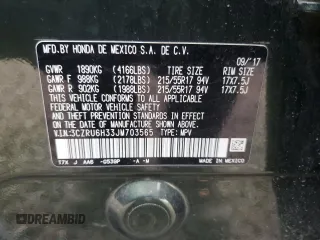 MFD.BY HONDA DE MEXICO S.A. DE C.V.
09/'17
GVWR 1890KG (4166LBS) TIRE SIZE RIM SIZE
GAWR F 988KG (2178LBS) 215/55R17 94V 17X7.5J
GAWR R 902KG (1988LBS) 215/55R17 94V 17X7.5J
THIS VEHICLE CONFORMS TO ALL APPLICABLE
FEDERAL MOTOR VEHICLE SAFETY AND
THEFT PREVENTION STANDARDS IN EFFECT ON THE
DATE OF MANUFACTURE SHOWN ABOVE.
V.I.N:3CZRU6H33JM703565 TYPE: MPV
T7X J AA6 -A -M
MADE IN MEXICO
DREAMBID